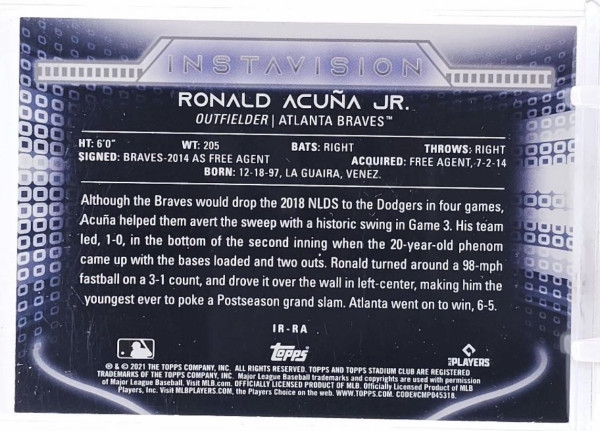 INSTAVISION
RONALD ACUÑA JR.
OUTFIELDER | ATLANTA BRAVES™
HT: 6'0" WT: 205 BATS: RIGHT THROWS: RIGHT
SIGNED: BRAVES-2014 AS FREE AGENT ACQUIRED: FREE AGENT, 7-2-14
BORN: 12-18-97, LA GUAIRA, VENEZ.
Although the Braves would drop the 2018 NLDS to the Dodgers in four games,
Acuña helped them avert the sweep with a historic swing in Game 3. His team
led, 1-0, in the bottom of the second inning when the 20-year-old phenom
came up with the bases loaded and two outs. Ronald turned around a 98-mph
fastball on a 3-1 count, and drove it over the wall in left-center, making him the
youngest ever to poke a Postseason grand slam. Atlanta went on to win, 6-5.
IR-RA
topps
PLAYERS
® & © 2021 THE TOPPS COMPANY, INC. ALL RIGHTS RESERVED. TOPPS AND TOPPS STADIUM CLUB ARE REGISTERED
TRADEMARKS OF THE TOPPS COMPANY, INC. Major League Baseball trademarks and copyrights are used with permission
of Major League Baseball. Visit MLB.com. OFFICIALLY LICENSED PRODUCT OF MLB. Officially Licensed Product of MLB
Players, Inc. Visit MLBPLAYERS.com, the Players Choice on the web. WWW.TOPPS.COM. CODE#CMP045318.